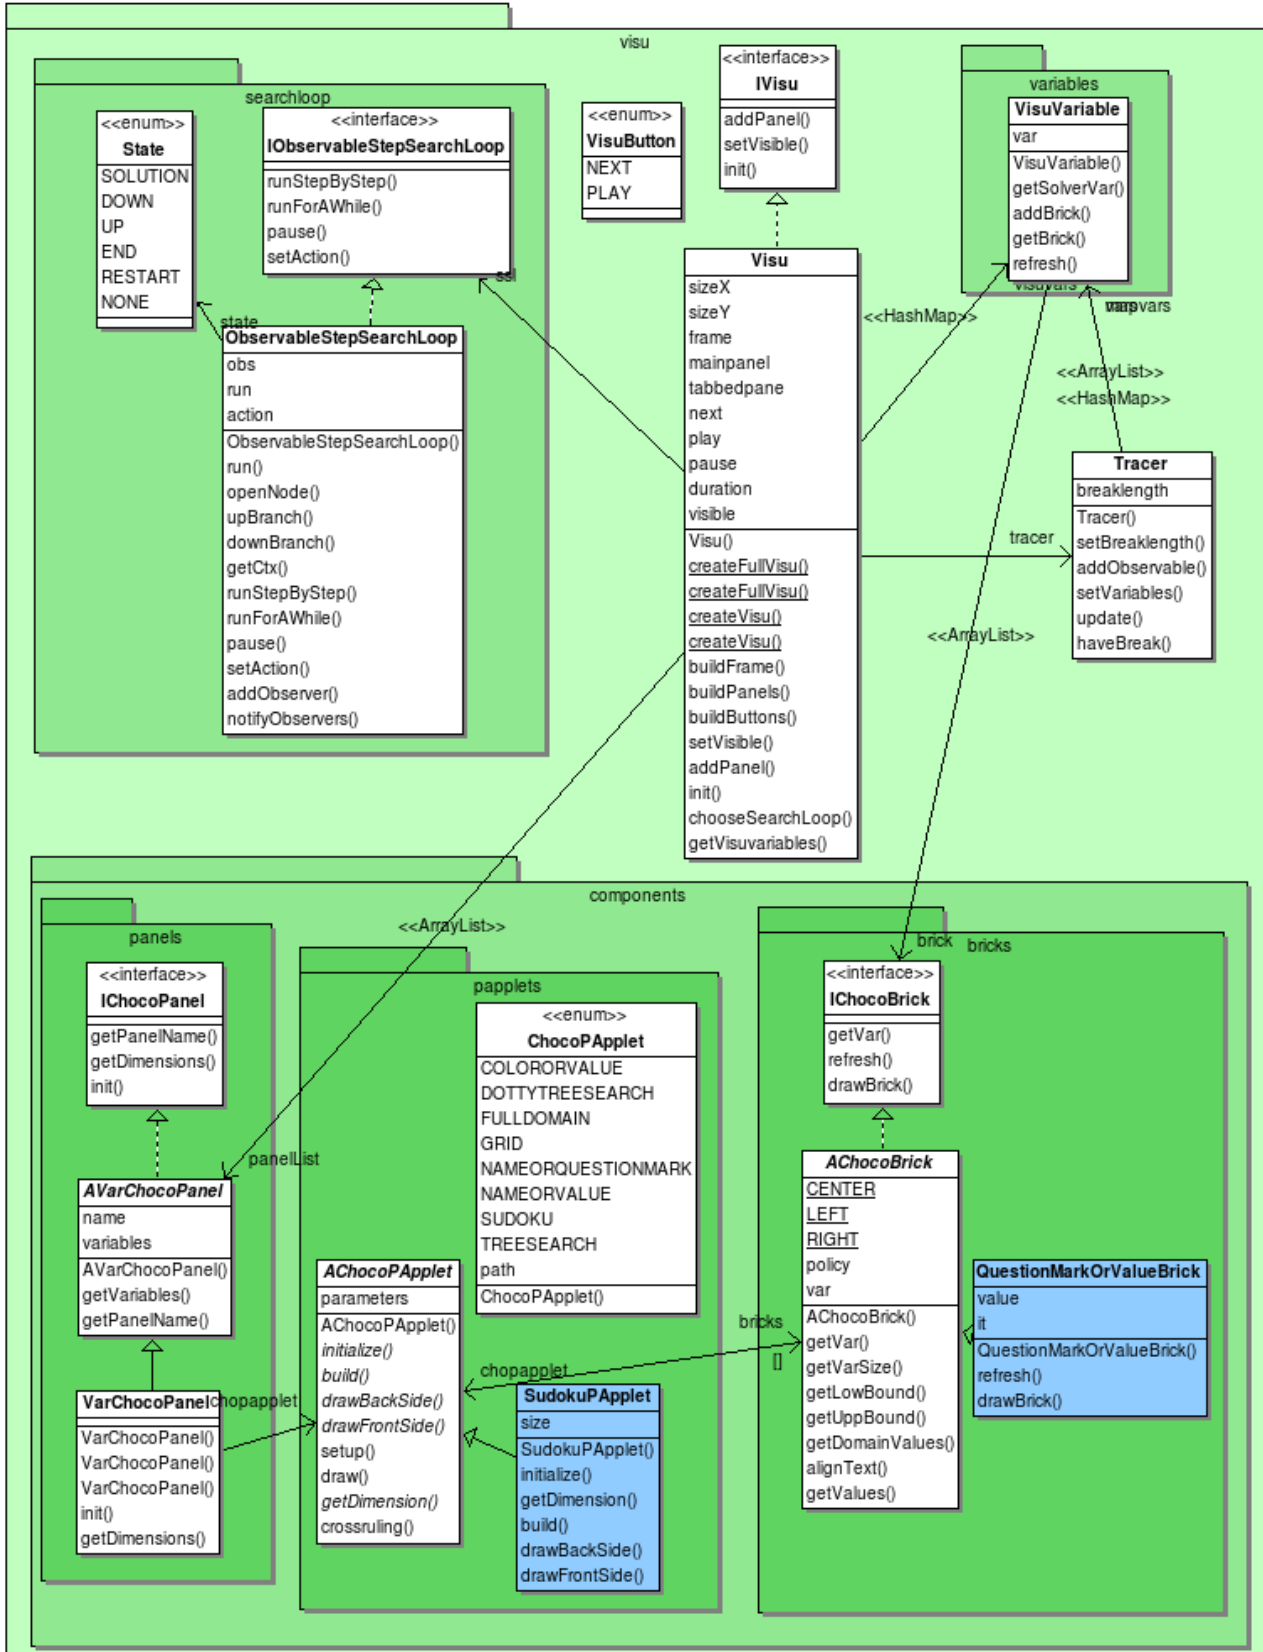 visu
searchloop
<<enum>>
State
SOLUTION
DOWN
UP
END
RESTART
NONE
<<interface>>
IObservableStepSearchLoop
runStepByStep()
runForAWhile()
pause()
setAction()
ssl
state
ObservableStepSearchLoop
obs
run
action
ObservableStepSearchLoop()
run()
openNode()
upBranch()
downBranch()
getCtx()
runStepByStep()
runForAWhile()
pause()
setAction()
addObserver()
notifyObservers()
<<enum>>
VisuButton
NEXT
PLAY
<<interface>>
IVisu
addPanel()
setVisible()
init()
Visu
sizeX
sizeY
frame
mainpanel
tabbedpane
next
play
pause
duration
visible
Visu()
createFullVisu()
createFullVisu()
createVisu()
createVisu()
buildFrame()
buildPanels()
buildButtons()
setVisible()
addPanel()
init()
chooseSearchLoop()
getVisuvariables()
variables
VisuVariable
var
VisuVariable()
getSolverVar()
addBrick()
getBrick()
refresh()
visuvars
<<HashMap>>
<<ArrayList>>
<<HashMap>>
Tracer
breaklength
Tracer()
setBreaklength()
addObservable()
setVariables()
update()
haveBreak()
tracer
<<ArrayList>>
components
<<ArrayList>>
panels
<<interface>>
IChocoPanel
getPanelName()
getDimensions()
init()
panelList
AVarChocoPanel
name
variables
AVarChocoPanel()
getVariables()
getPanelName()
VarChocoPanel
VarChocoPanel()
VarChocoPanel()
VarChocoPanel()
init()
getDimensions()
chopapplet
papplets
<<enum>>
ChocoPApplet
COLORORVALUE
DOTTYTREESEARCH
FULLDOMAIN
GRID
NAMEORQUESTIONMARK
NAMEORVALUE
SUDOKU
TREESEARCH
path
ChocoPApplet()
AChocoPApplet
parameters
AChocoPApplet()
initialize()
build()
drawBackSide()
drawFrontSide()
setup()
draw()
getDimension()
crossruling()
chopapplet
SudokuPApplet
size
SudokuPApplet()
initialize()
getDimension()
build()
drawBackSide()
drawFrontSide()
bricks
[]
brick
bricks
<<interface>>
IChocoBrick
getVar()
refresh()
drawBrick()
AChocoBrick
CENTER
LEFT
RIGHT
policy
var
AChocoBrick()
getVar()
getVarSize()
getLowBound()
getUppBound()
getDomainValues()
alignText()
getValues()
QuestionMarkOrValueBrick
value
it
QuestionMarkOrValueBrick()
refresh()
drawBrick()